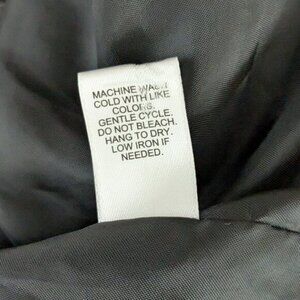 MACHINE WASH
COLD WITH LIKE
COLORS.
GENTLE CYCLE.
DO NOT BLEACH.
HANG TO DRY.
LOW IRON IF
NEEDED.